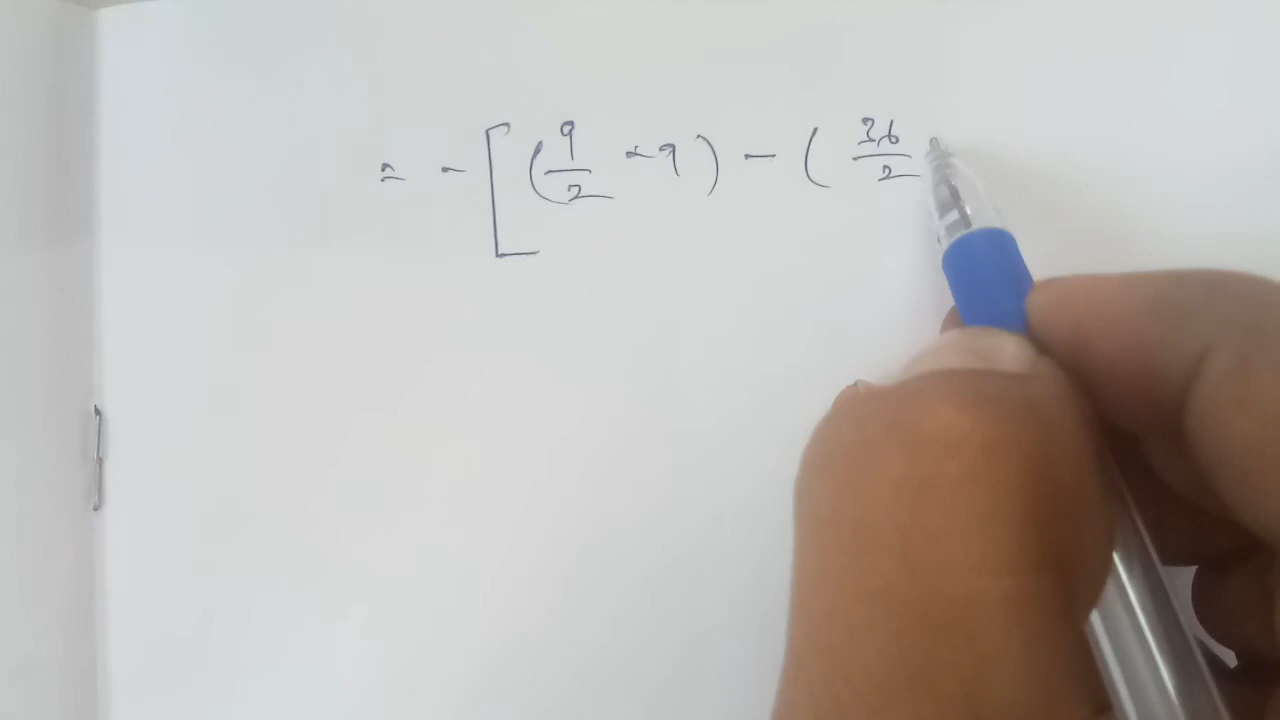 = - [ ( 9/2 - 9 ) - ( 36/2